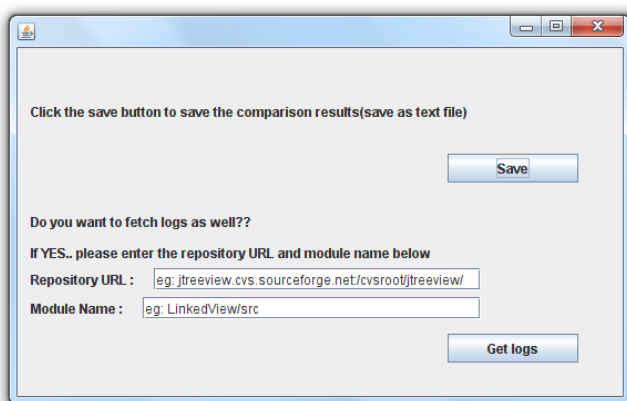 Click the save button to save the comparison results(save as text file)
Save
Do you want to fetch logs as well??
If YES.. please enter the repository URL and module name below
Repository URL : eg: jtreeview.cvs.sourceforge.net:/cvsroot/jtreeview/
Module Name : eg: LinkedView/src
Get logs